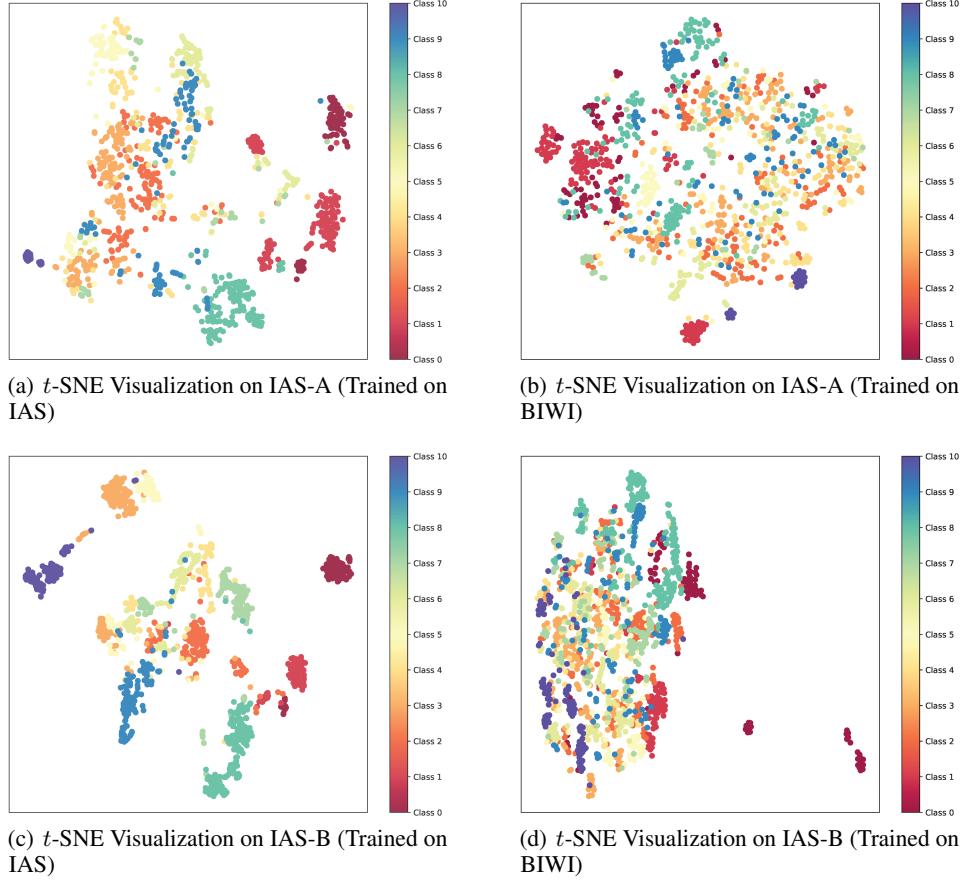 Class 10
Class 9
Class 8
Class 7
Class 6
Class 5
Class 4
Class 3
Class 2
Class 1
Class 0
Class 10
Class 9
Class 8
Class 7
Class 6
Class 5
Class 4
Class 3
Class 2
Class 1
Class 0
(a) t-SNE Visualization on IAS-A (Trained on
IAS)
(b) t-SNE Visualization on IAS-A (Trained on
BIWI)
Class 10
Class 9
Class 8
Class 7
Class 6
Class 5
Class 4
Class 3
Class 2
Class 1
Class 0
Class 10
Class 9
Class 8
Class 7
Class 6
Class 5
Class 4
Class 3
Class 2
Class 1
Class 0
(c) t-SNE Visualization on IAS-B (Trained on
IAS)
(d) t-SNE Visualization on IAS-B (Trained on
BIWI)